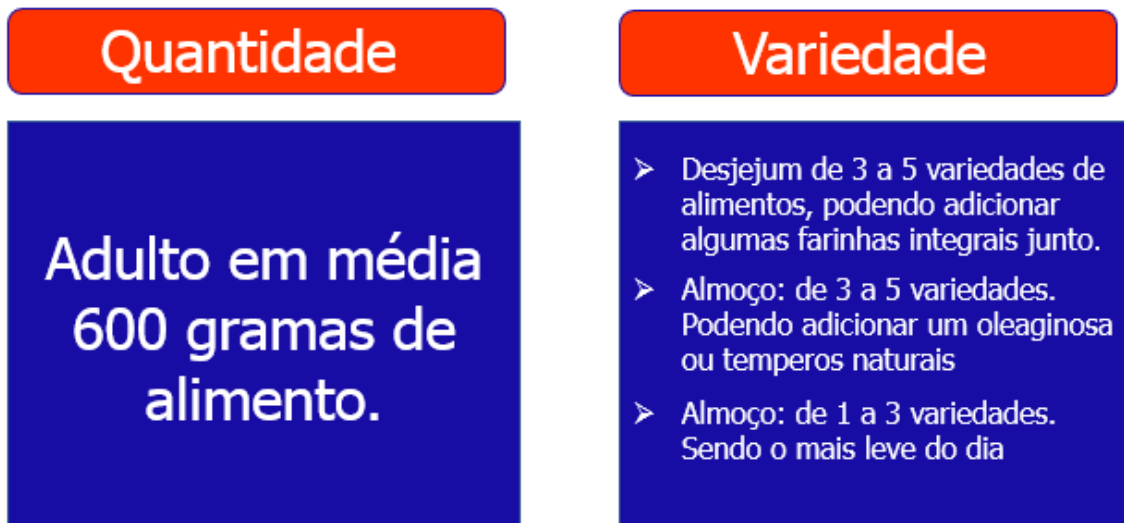 Quantidade
Adulto em média
600 gramas de
alimento.
Variedade
➢ Desjejum de 3 a 5 variedades de
alimentos, podendo adicionar
algumas farinhas integrais junto.
➢ Almoço: de 3 a 5 variedades.
Podendo adicionar um oleaginosa
ou temperos naturais
➢ Almoço: de 1 a 3 variedades.
Sendo o mais leve do dia